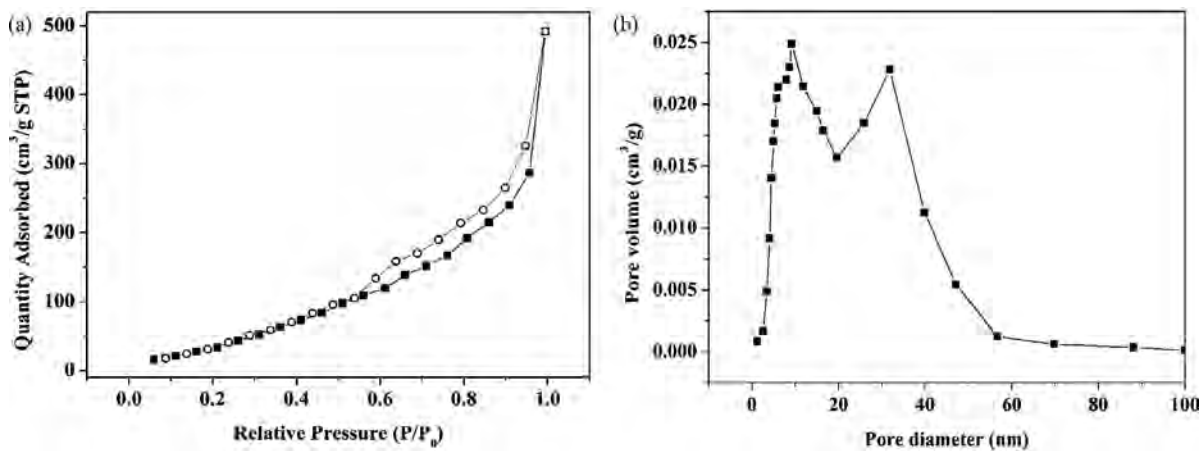 (a)
500
400
300
200
100
0
Quantity Adsorbed (cm³/g STP)
0.0 0.2 0.4 0.6 0.8 1.0
Relative Pressure (P/P₀)
(b)
0.025
0.020
0.015
0.010
0.005
0.000
Pore volume (cm³/g)
0 20 40 60 80 100
Pore diameter (nm)